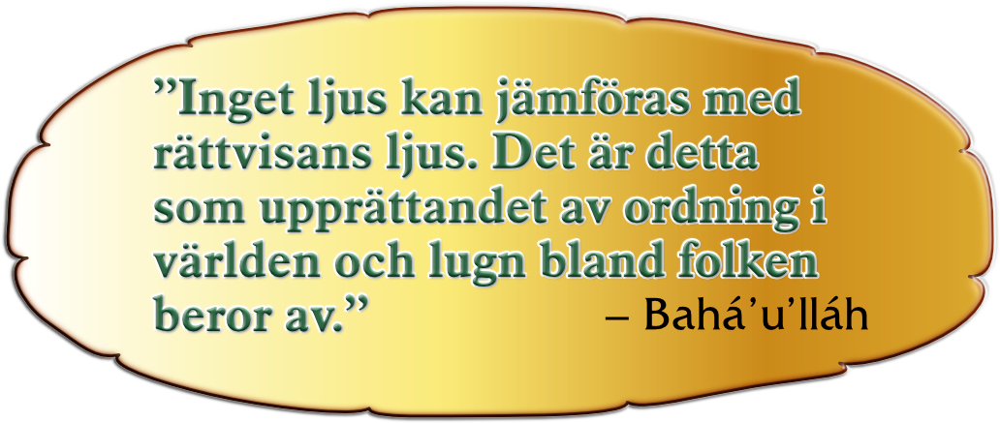 ”Inget ljus kan jämföras med
rättvisans ljus. Det är detta
som upprättandet av ordning i
världen och lugn bland folken
beror av.” – Bahá’u’lláh